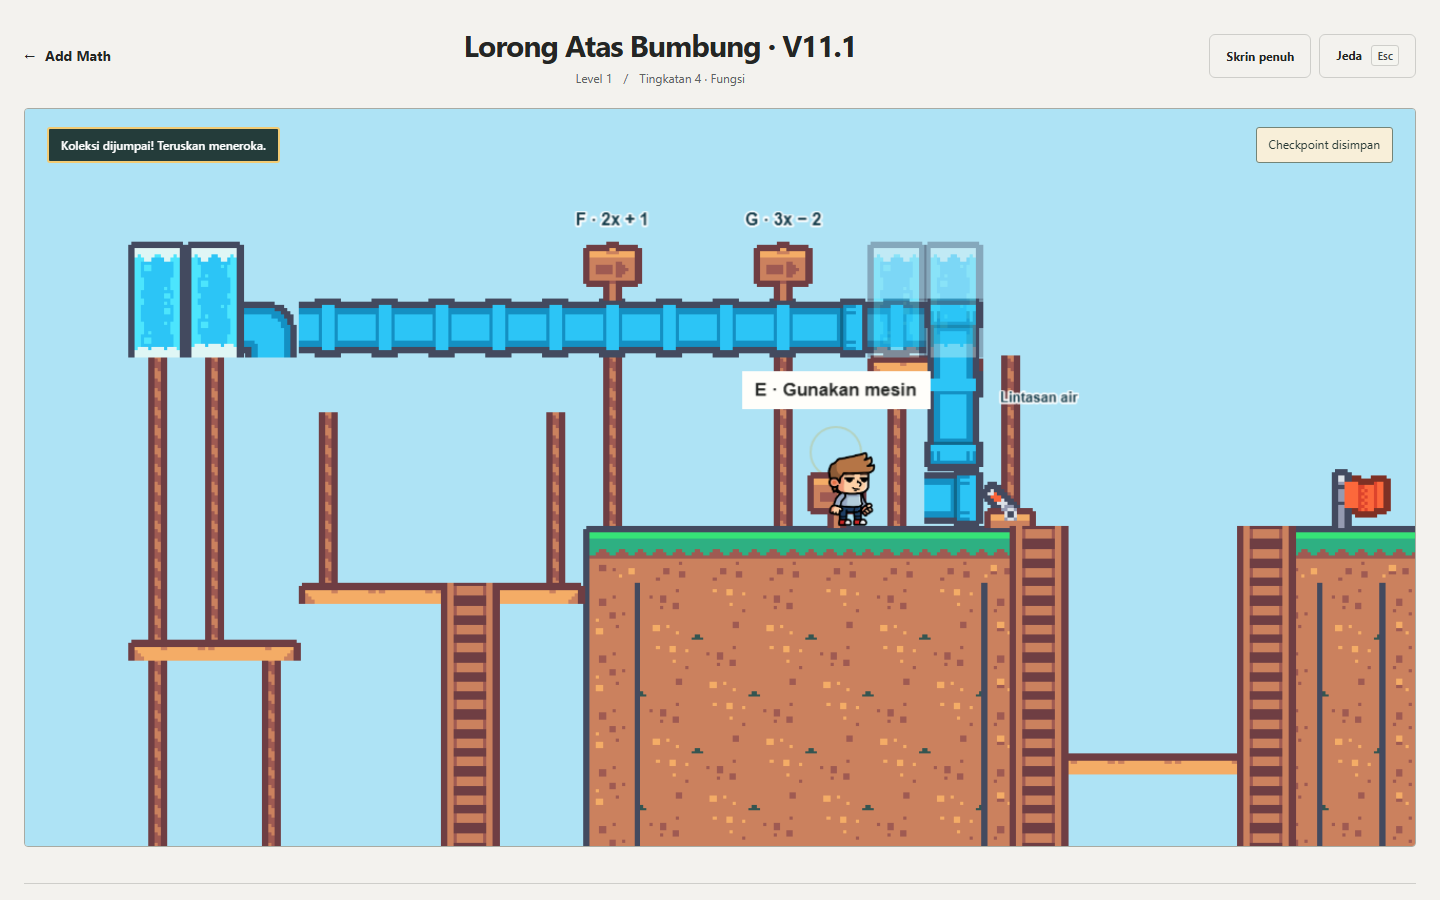 ← Add Math
Lorong Atas Bumbung · V11.1
Level 1 / Tingkatan 4 · Fungsi
Skrin penuh
Jeda Esc
Koleksi dijumpai! Teruskan meneroka.
Checkpoint disimpan
F · 2x + 1
G · 3x − 2
E · Gunakan mesin
Lintasan air